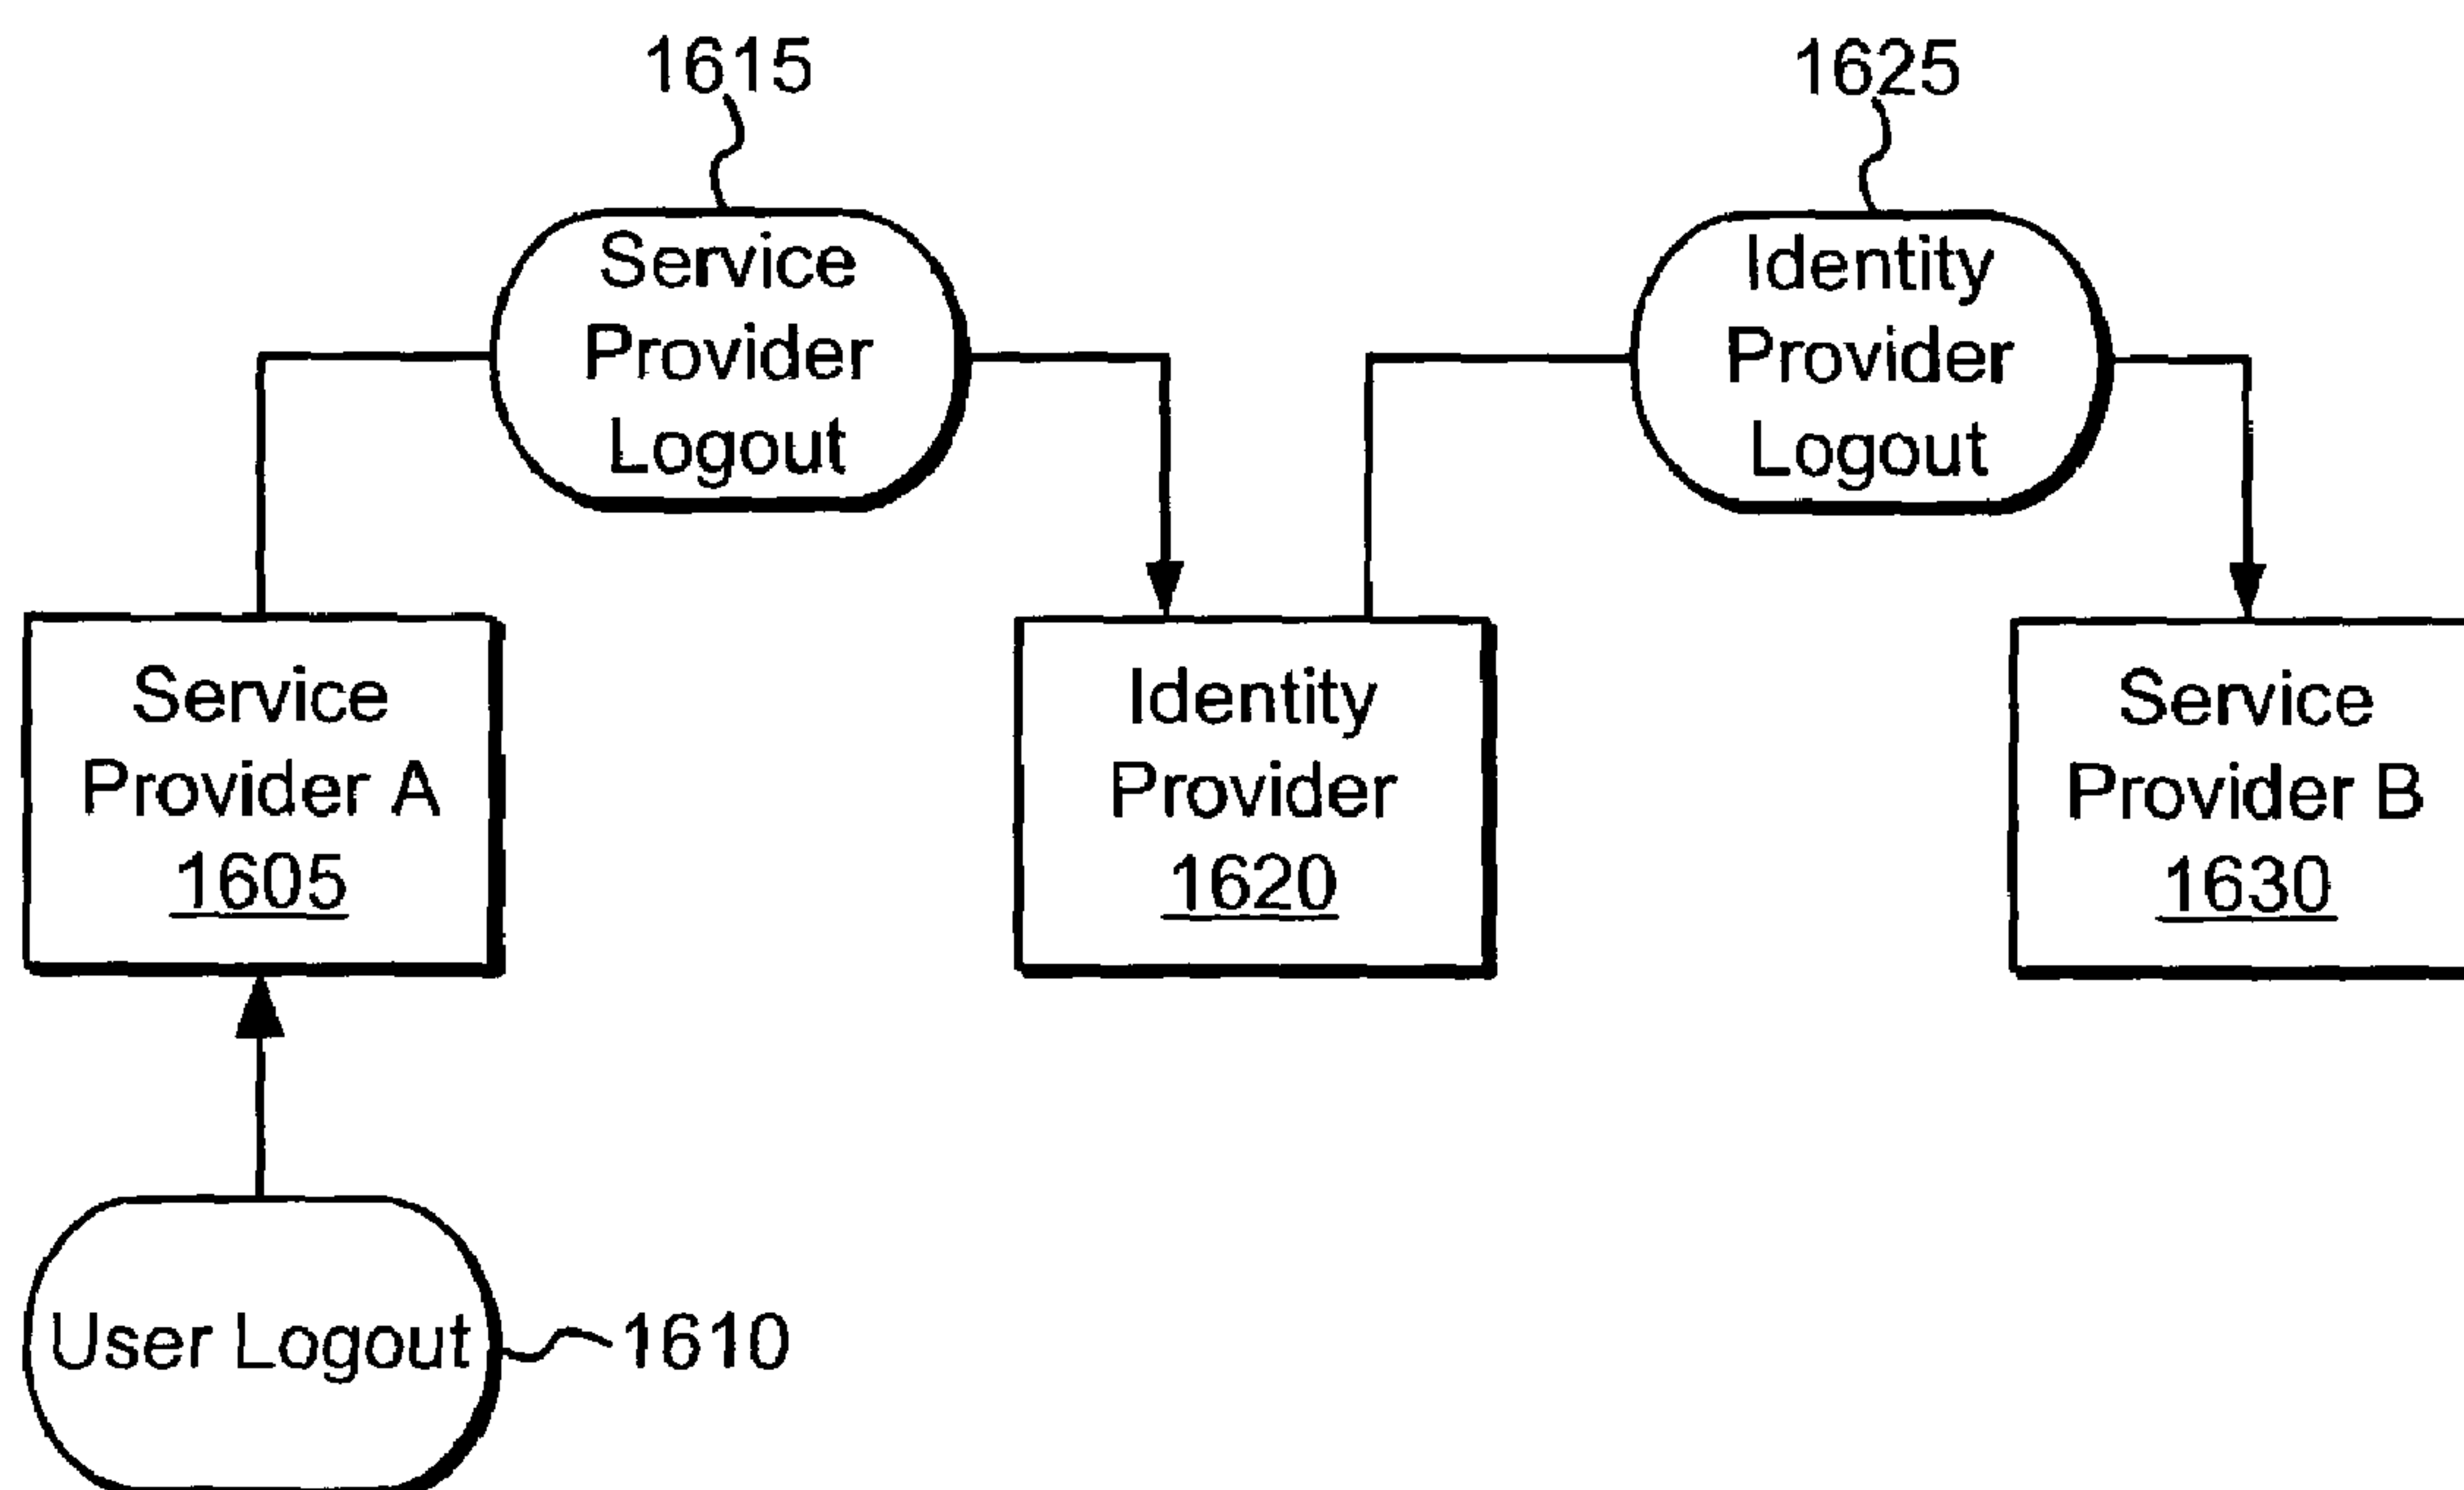 1615
1625
Service
Provider
Logout
Identity
Provider
Logout
Service
Provider A
1605
Identity
Provider
1620
Service
Provider B
1630
User Logout
1610